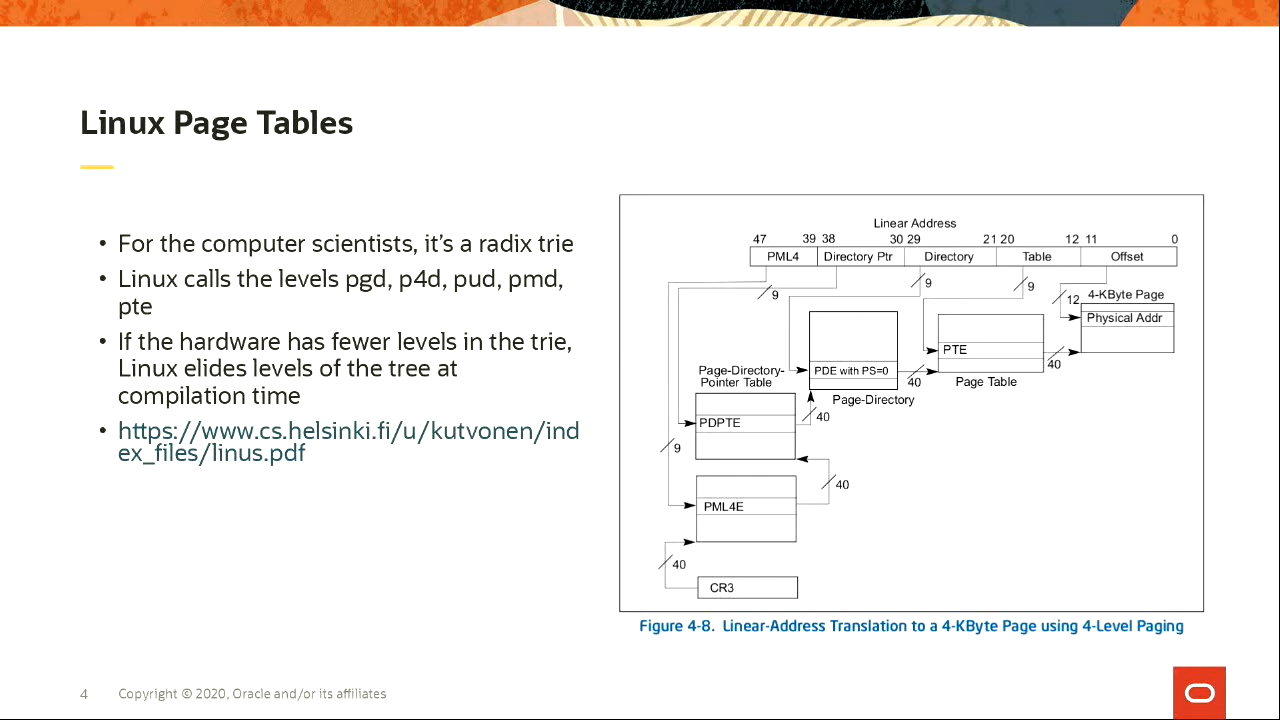 Linux Page Tables
• For the computer scientists, it's a radix trie
• Linux calls the levels pgd, p4d, pud, pmd,
pte
• If the hardware has fewer levels in the trie,
Linux elides levels of the tree at
compilation time
• https://www.cs.helsinki.fi/u/kutvonen/ind
ex_files/linus.pdf
Linear Address
47 39 38 30 29 21 20 12 11 0
PML4 Directory Ptr Directory Table Offset
9 9 9 12 4-KByte Page
Physical Addr
PTE
40
PDE with PS=0
40
Page Table
Page-Directory-
Pointer Table
Page-Directory
40
PDPTE
9
40
PML4E
40
CR3
Figure 4-8. Linear-Address Translation to a 4-KByte Page using 4-Level Paging
4 Copyright © 2020, Oracle and/or its affiliates